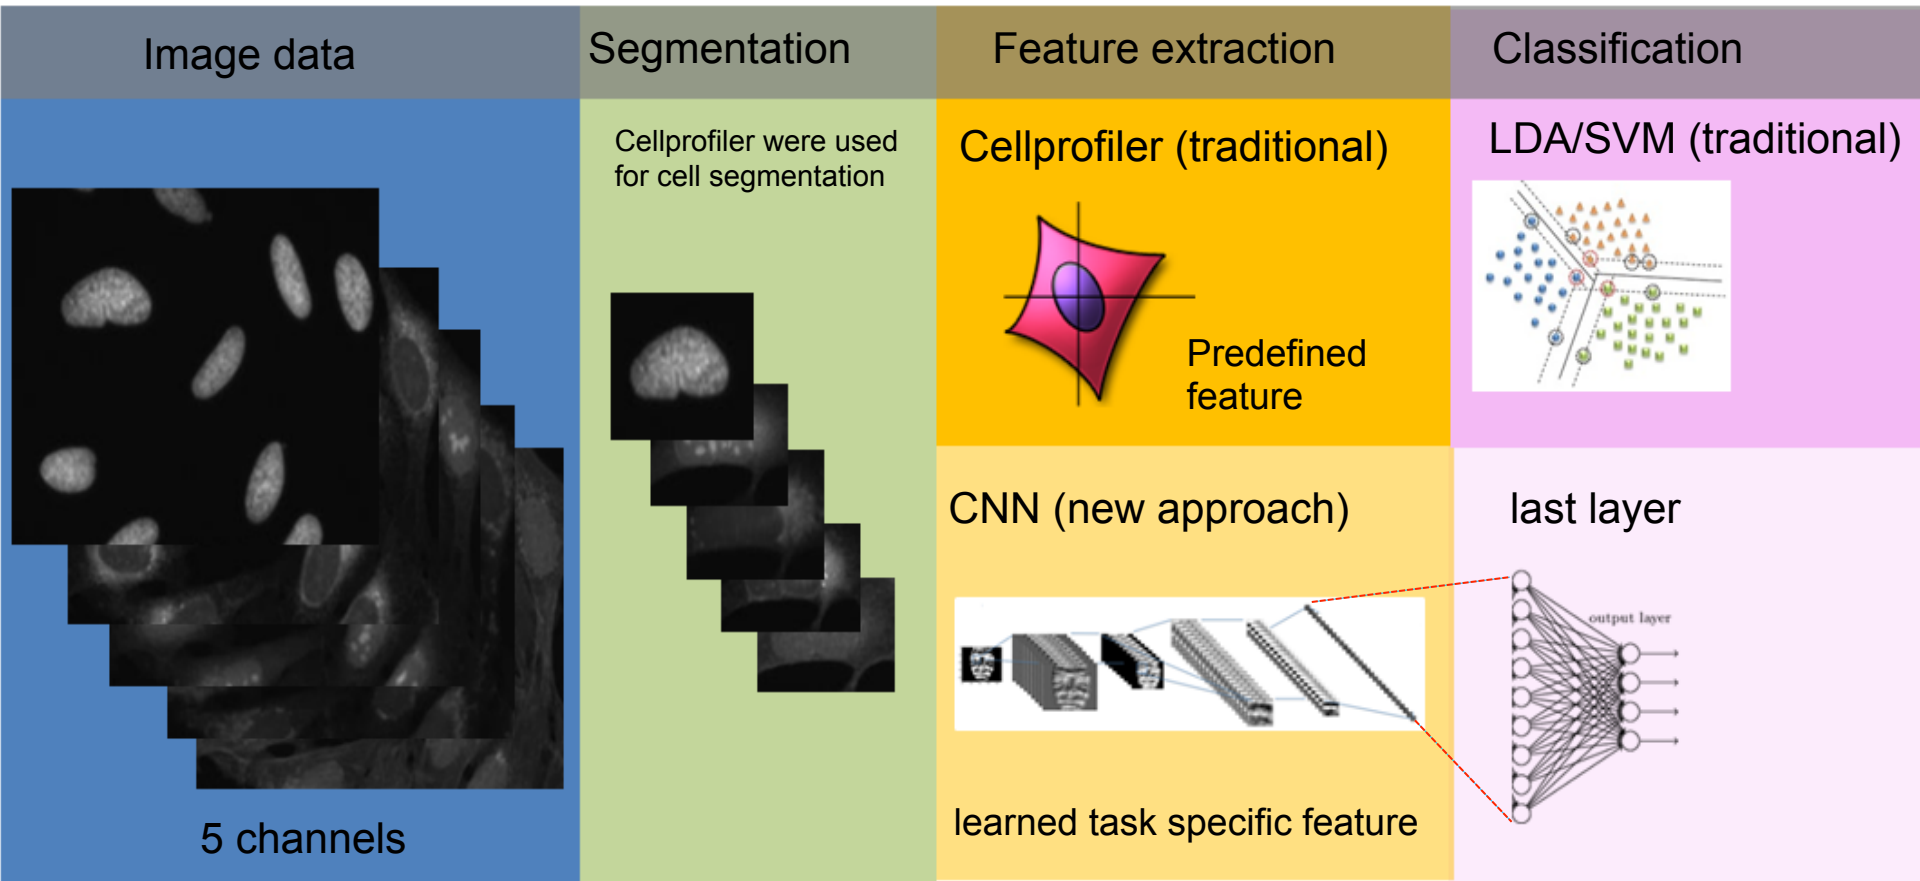 Image data
Segmentation
Feature extraction
Classification
Cellprofiler were used
for cell segmentation
Cellprofiler (traditional)
LDA/SVM (traditional)
Predefined
feature
CNN (new approach)
last layer
output layer
learned task specific feature
5 channels